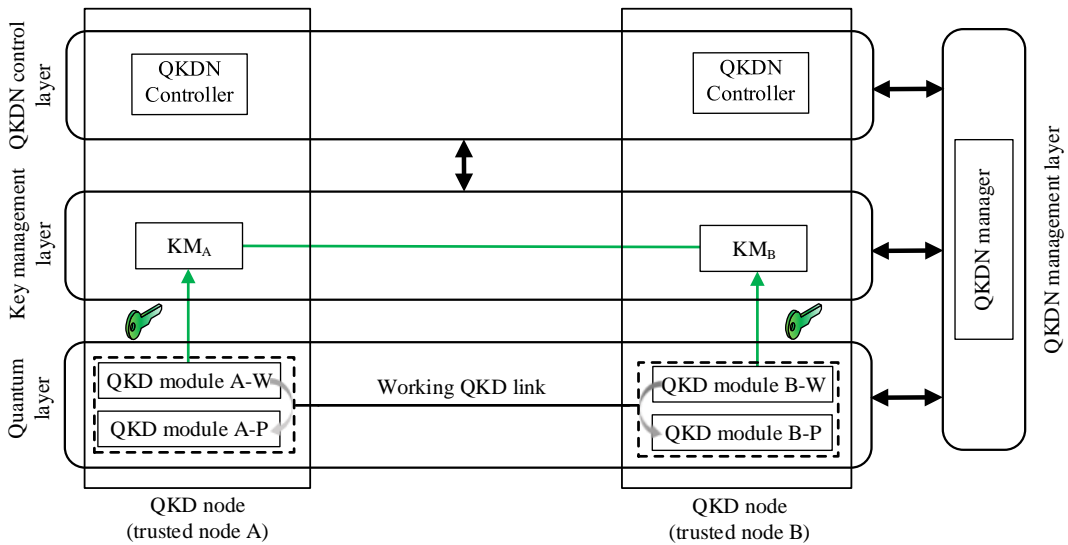 QKDN control
layer
QKDN
Controller
QKDN
Controller
Key management
layer
KMA
KMB
QKDN manager
QKDN management layer
Quantum
layer
QKD module A-W
QKD module A-P
Working QKD link
QKD module B-W
QKD module B-P
QKD node
(trusted node A)
QKD node
(trusted node B)